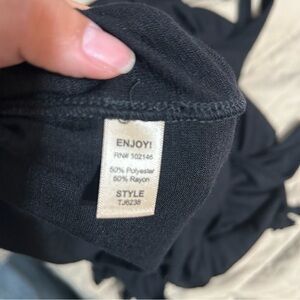 ENJOY!
RN# 102146
50% Polyester
50% Rayon
STYLE
TJ6238